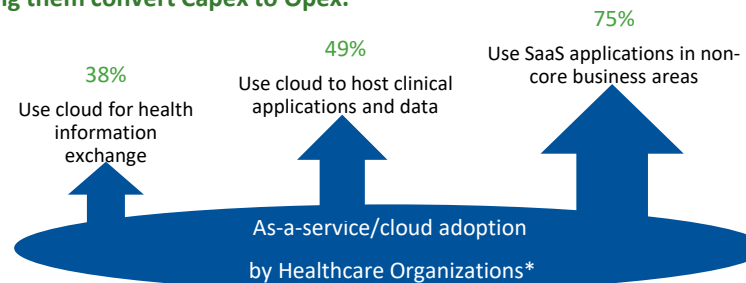 ng them convert Capex to Opex.
75%
Use SaaS applications in non-
core business areas
49%
Use cloud to host clinical
applications and data
38%
Use cloud for health
information
exchange
As-a-service/cloud adoption
by Healthcare Organizations*